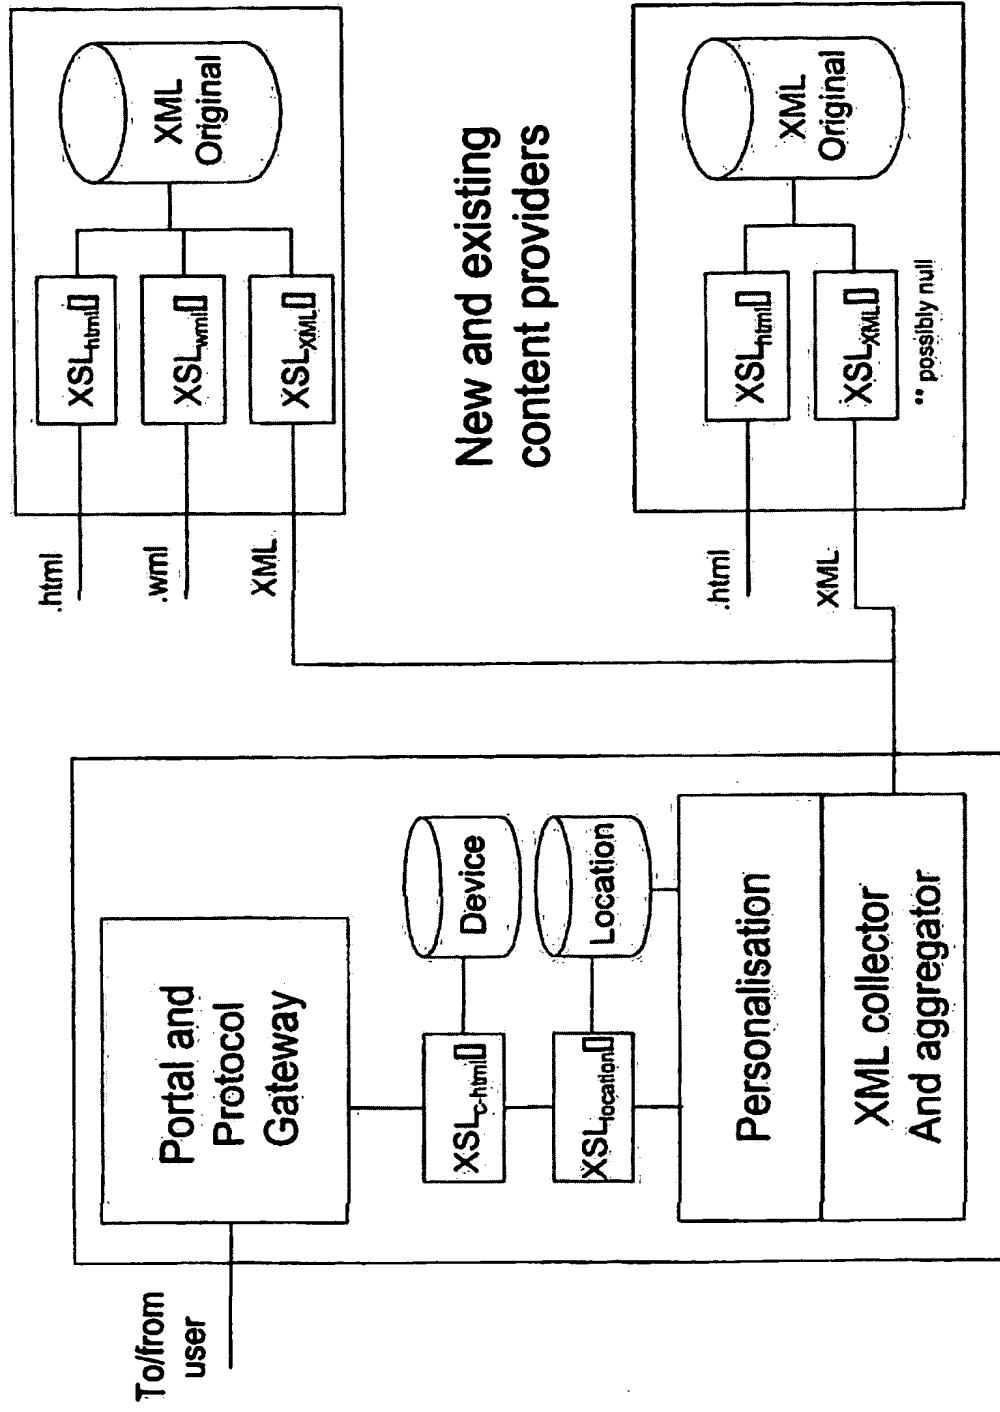 To/from
user
Portal and
Protocol
Gateway
XSLc-html[]
Device
XSLlocation[]
Location
Personalisation
XML collector
And aggregator
.html
.wml
XML
XSLhtml[]
XSLwml[]
XSLXML[]
XML
Original
New and existing
content providers
.html
XML
XSLhtml[]
XSLXML[]
** possibly null
XML
Original